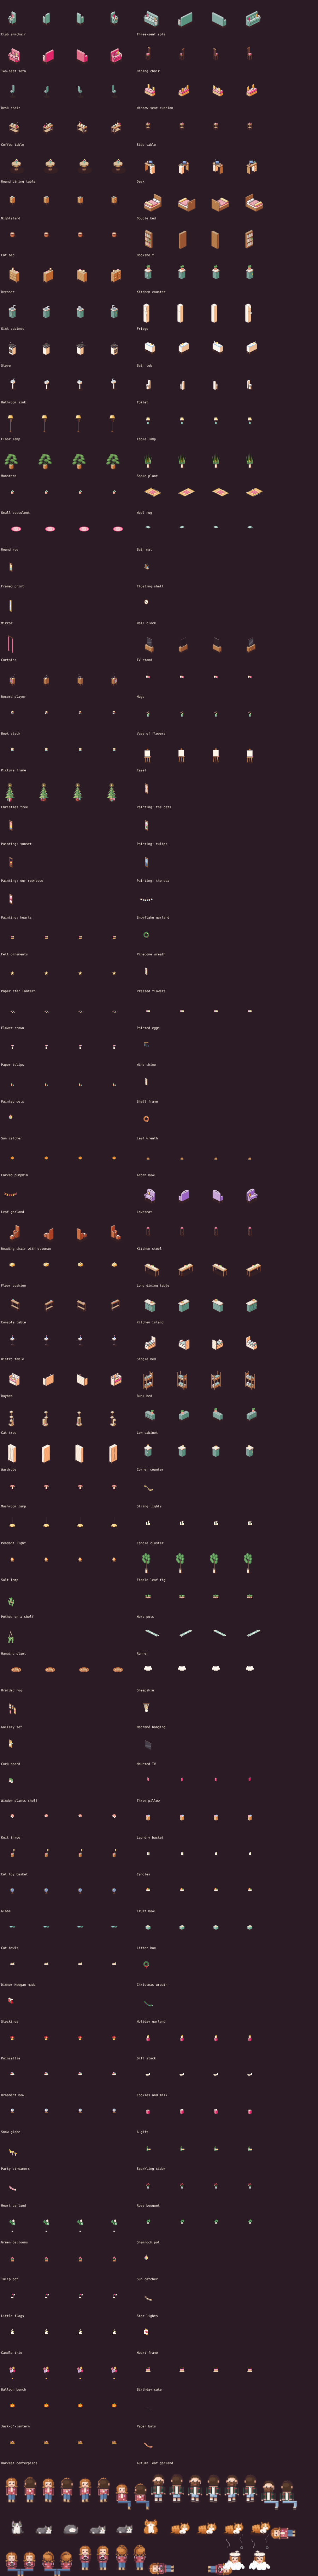 Club armchair
Three-seat sofa
Two-seat sofa
Dining chair
Desk chair
Window seat cushion
Coffee table
Side table
Round dining table
Desk
Nightstand
Double bed
Cat bed
Bookshelf
Dresser
Kitchen counter
Sink cabinet
Fridge
Stove
Bath tub
Bathroom sink
Toilet
Floor lamp
Table lamp
Monstera
Snake plant
Small succulent
Wool rug
Round rug
Bath mat
Framed print
Floating shelf
Mirror
Wall clock
Curtains
TV stand
Record player
Mugs
Book stack
Vase of flowers
Picture frame
Easel
Christmas tree
Painting: the cats
Painting: sunset
Painting: tulips
Painting: our rowhouse
Painting: the sea
Painting: hearts
Snowflake garland
Felt ornaments
Pinecone wreath
Paper star lantern
Pressed flowers
Flower crown
Painted eggs
Paper tulips
Wind chime
Painted pots
Shell frame
Sun catcher
Leaf wreath
Carved pumpkin
Acorn bowl
Leaf garland
Loveseat
Reading chair with ottoman
Kitchen stool
Floor cushion
Long dining table
Console table
Kitchen island
Bistro table
Single bed
Daybed
Bunk bed
Cat tree
Low cabinet
Wardrobe
Corner counter
Mushroom lamp
String lights
Pendant light
Candle cluster
Salt lamp
Fiddle leaf fig
Pothos on a shelf
Herb pots
Hanging plant
Runner
Braided rug
Sheepskin
Gallery set
Macramé hanging
Cork board
Mounted TV
Window plants shelf
Throw pillow
Knit throw
Laundry basket
Cat toy basket
Candles
Globe
Fruit bowl
Cat bowls
Litter box
Dinner Keegan made
Christmas wreath
Stockings
Holiday garland
Poinsettia
Gift stack
Ornament bowl
Cookies and milk
Snow globe
A gift
Party streamers
Sparkling cider
Heart garland
Rose bouquet
Green balloons
Shamrock pot
Tulip pot
Sun catcher
Little flags
Star lights
Candle trio
Heart frame
Balloon bunch
Birthday cake
Jack-o'-lantern
Paper bats
Harvest centerpiece
Autumn leaf garland